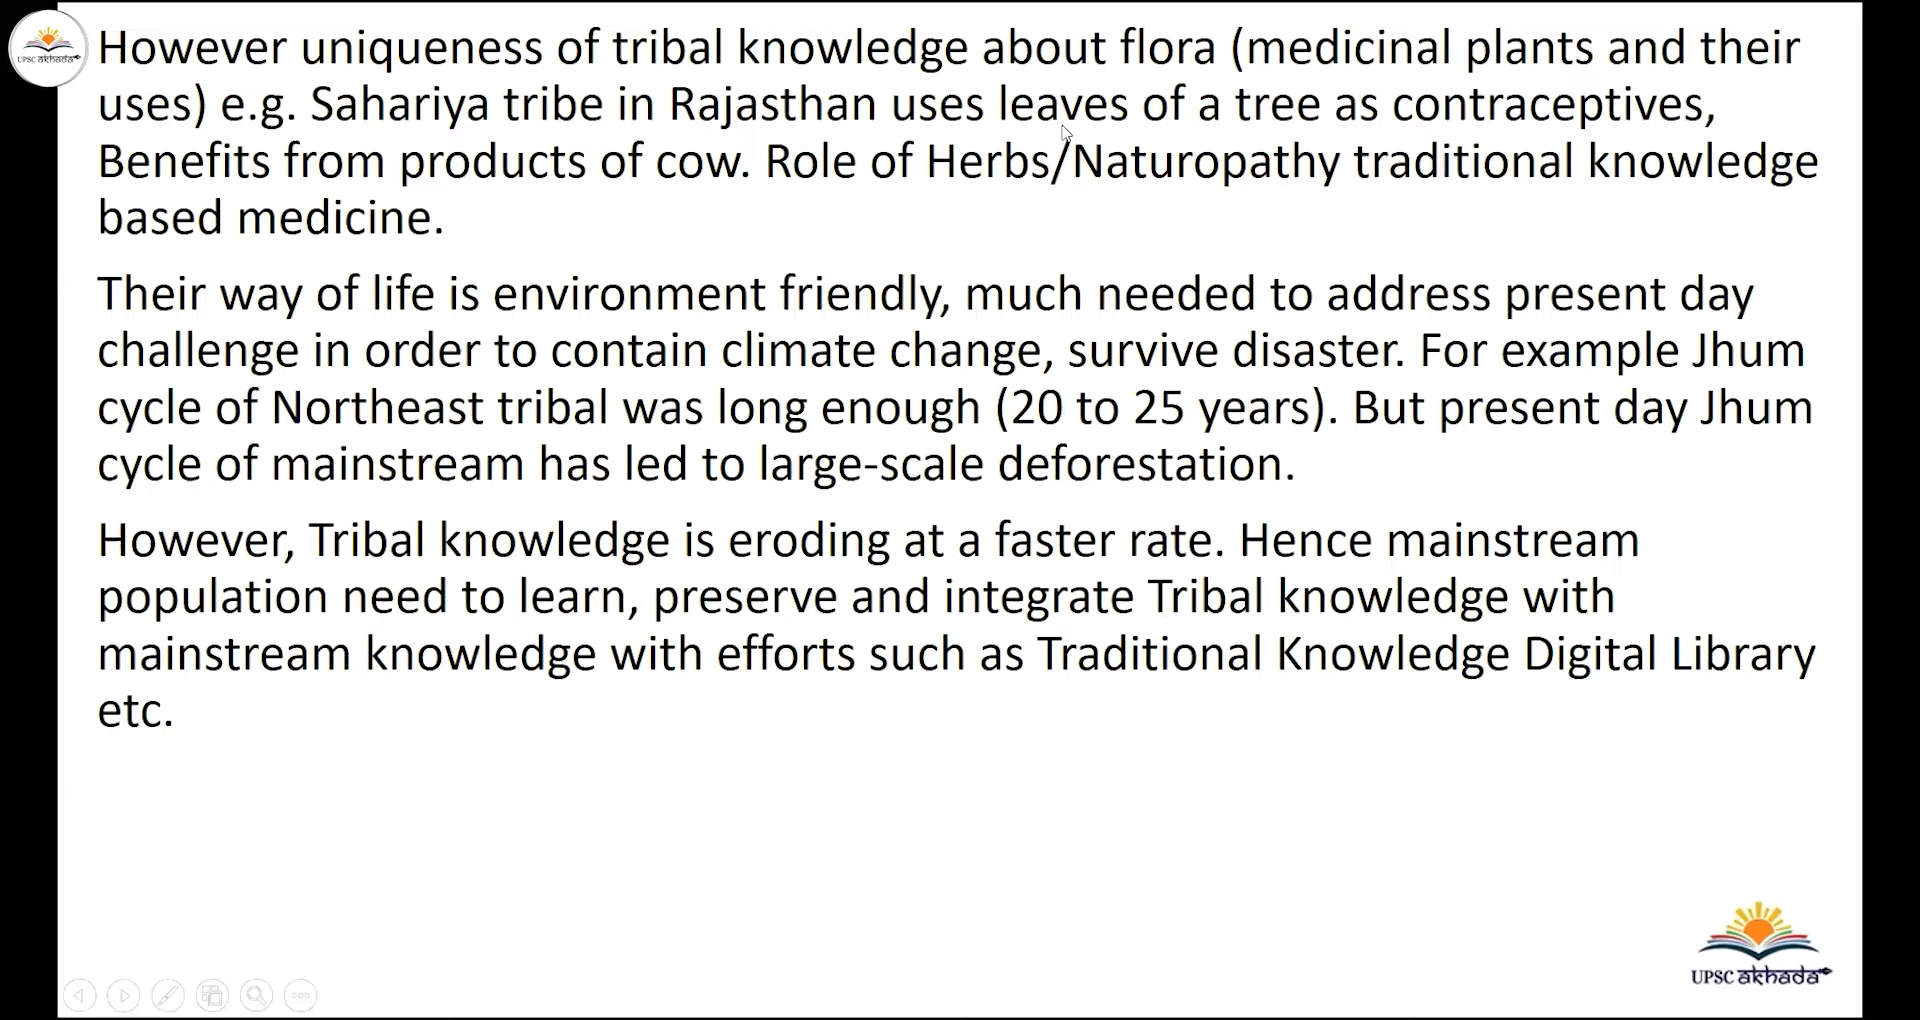 UPSC akhada
However uniqueness of tribal knowledge about flora (medicinal plants and their
uses) e.g. Sahariya tribe in Rajasthan uses leaves of a tree as contraceptives,
Benefits from products of cow. Role of Herbs/Naturopathy traditional knowledge
based medicine.
Their way of life is environment friendly, much needed to address present day
challenge in order to contain climate change, survive disaster. For example Jhum
cycle of Northeast tribal was long enough (20 to 25 years). But present day Jhum
cycle of mainstream has led to large-scale deforestation.
However, Tribal knowledge is eroding at a faster rate. Hence mainstream
population need to learn, preserve and integrate Tribal knowledge with
mainstream knowledge with efforts such as Traditional Knowledge Digital Library
etc.
UPSC akhada